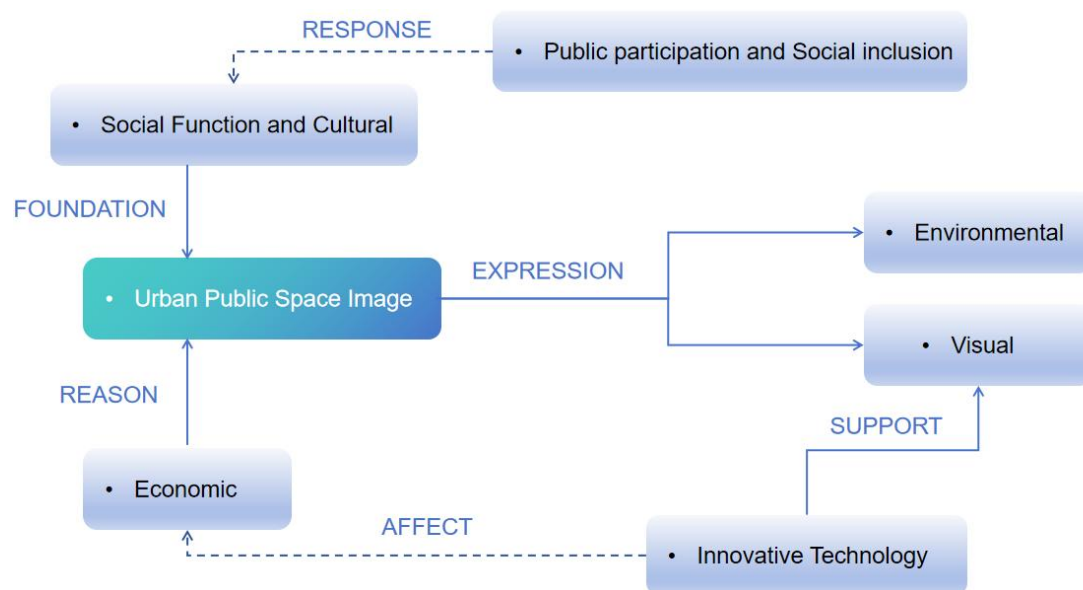 RESPONSE
• Public participation and Social inclusion
• Social Function and Cultural
FOUNDATION
• Environmental
EXPRESSION
• Urban Public Space Image
• Visual
REASON
SUPPORT
• Economic
AFFECT
• Innovative Technology